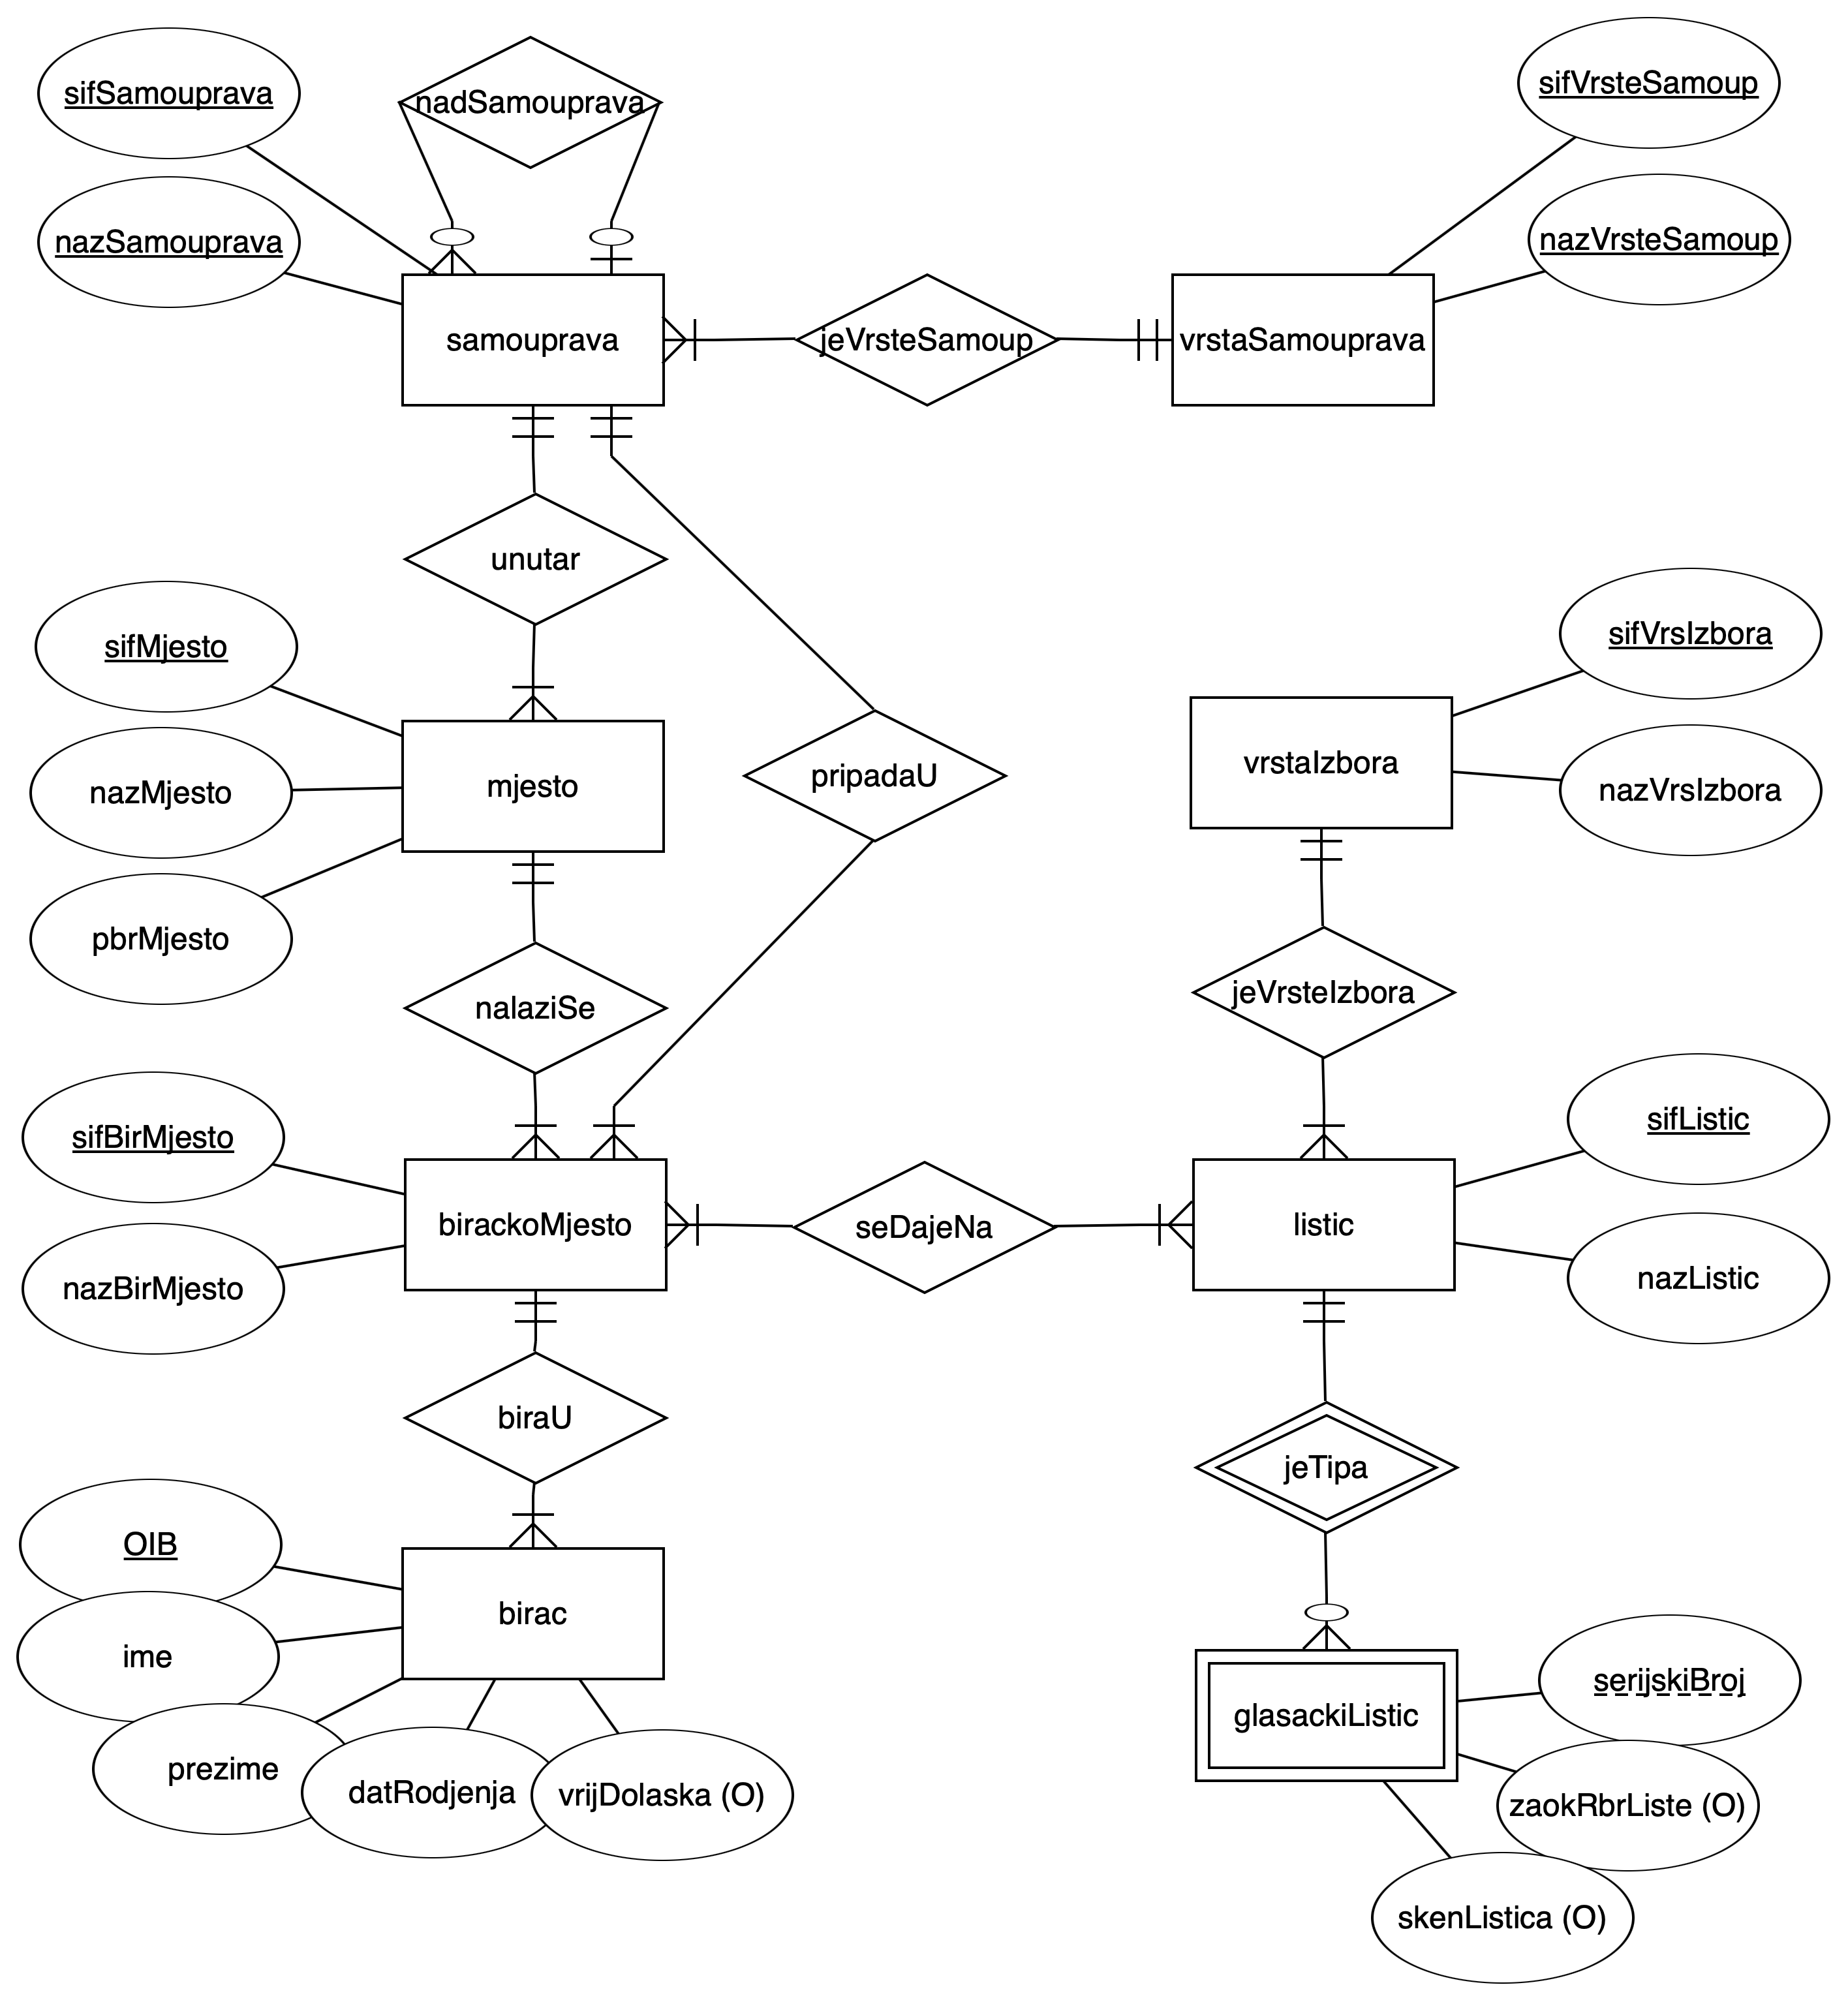 sifSamouprava
nadSamouprava
sifVrsteSamoup
nazSamouprava
nazVrsteSamoup
samouprava
jeVrsteSamoup
vrstaSamouprava
unutar
sifMjesto
sifVrsIzbora
nazMjesto
mjesto
pripadaU
vrstaIzbora
nazVrsIzbora
pbrMjesto
nalaziSe
jeVrsteIzbora
sifBirMjesto
sifListic
birackoMjesto
seDajeNa
listic
nazBirMjesto
nazListic
biraU
jeTipa
OIB
birac
ime
serijskiBroj
glasackiListic
prezime
datRodjenja
vrijDolaska (O)
zaokRbrListe (O)
skenListica (O)